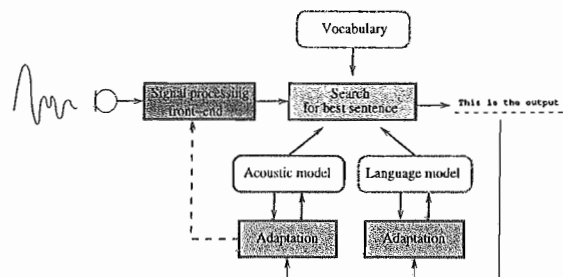 Vocabulary
Signal processing
front-end
Search
for best sentence
This is the output
Acoustic model
Language model
Adaptation
Adaptation